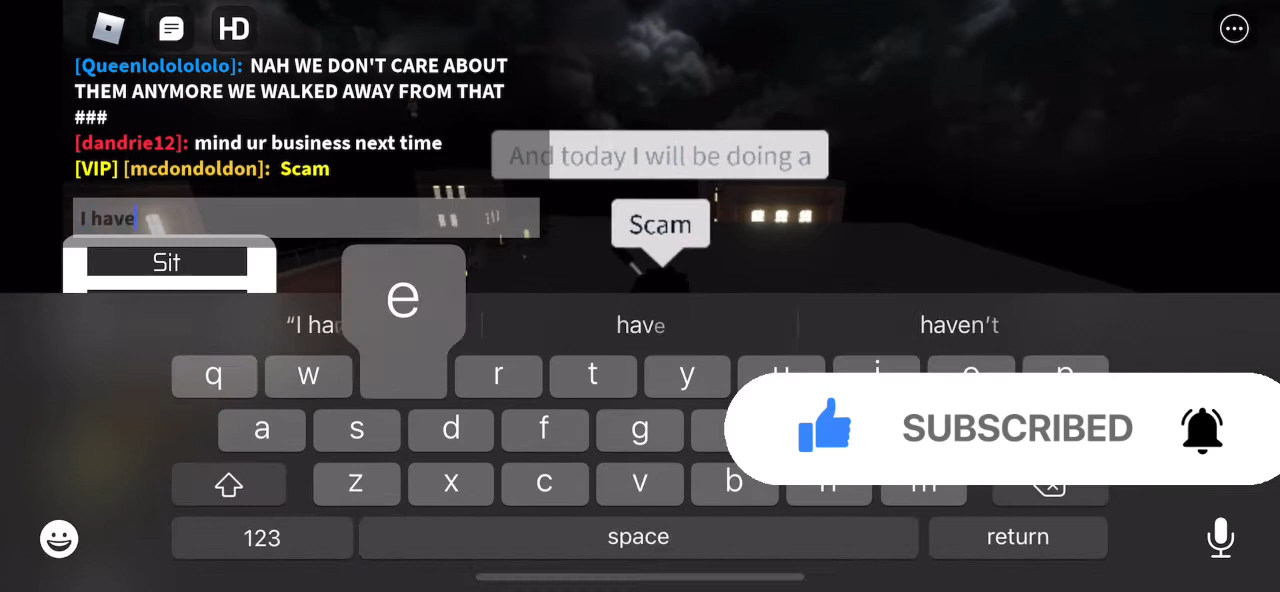 HD
[Queenlolololololo]: NAH WE DON'T CARE ABOUT
THEM ANYMORE WE WALKED AWAY FROM THAT
###
[dandrie12]: mind ur business next time
[VIP] [mcdondoldon]: Scam
And today I will be doing a
Scam
I have
Sit
e
“I ha
have
haven't
q w r t y u i o p
a s d f g
SUBSCRIBED
z x c v b n m
123
space
return